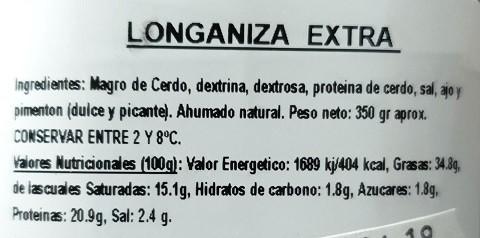 LONGANIZA EXTRA
Ingredientes: Magro de Cerdo, dextrina, dextrosa, proteina de cerdo, sal, ajo y
pimenton (dulce y picante). Ahumado natural. Peso neto: 350 gr aprox.
CONSERVAR ENTRE 2 Y 8ºC.
Valores Nutricionales (100g): Valor Energetico: 1689 kj/404 kcal, Grasas: 34.8g,
de lascuales Saturadas: 15.1g, Hidratos de carbono: 1.8g, Azucares: 1.8g,
Proteinas: 20.9g, Sal: 2.4 g.